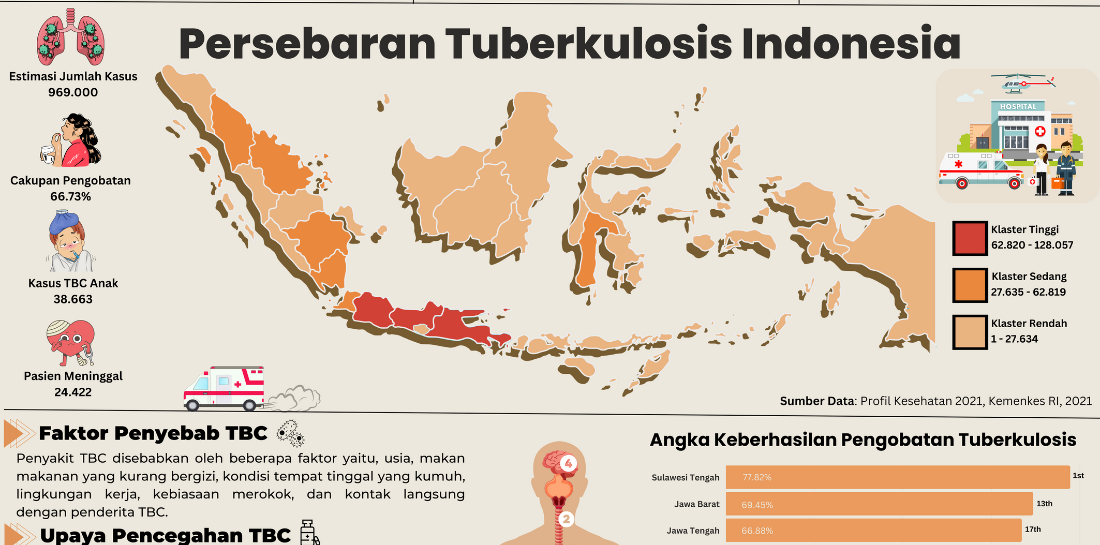 Persebaran Tuberkulosis Indonesia
Estimasi Jumlah Kasus
969.000
Cakupan Pengobatan
66.73%
Kasus TBC Anak
38.663
Pasien Meninggal
24.422
HOSPITAL
Klaster Tinggi
62.820 - 128.057
Klaster Sedang
27.635 - 62.819
Klaster Rendah
1 - 27.634
Sumber Data: Profil Kesehatan 2021, Kemenkes RI, 2021
Faktor Penyebab TBC
Penyakit TBC disebabkan oleh beberapa faktor yaitu, usia, makan
makanan yang kurang bergizi, kondisi tempat tinggal yang kumuh,
lingkungan kerja, kebiasaan merokok, dan kontak langsung
dengan penderita TBC.
Upaya Pencegahan TBC
4
2
Angka Keberhasilan Pengobatan Tuberkulosis
Sulawesi Tengah 77.82% 1st
Jawa Barat 69.45% 13th
Jawa Tengah 66.88% 17th